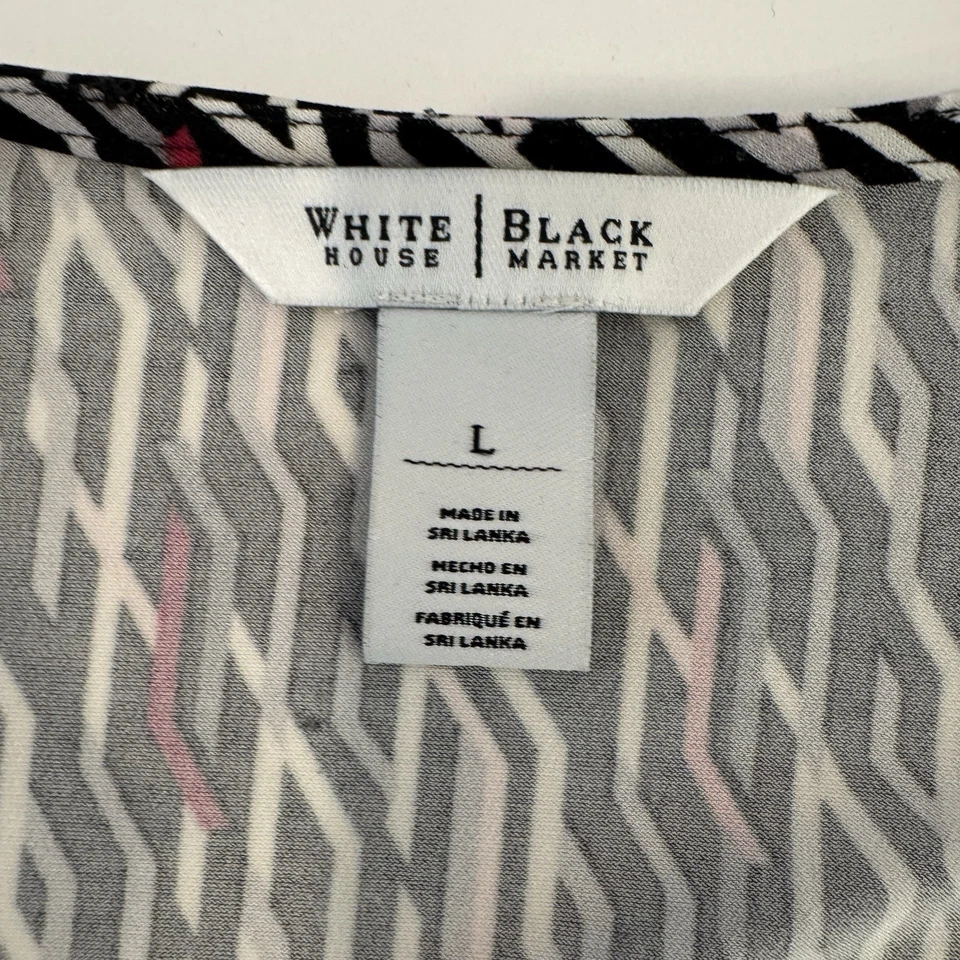 WHITE | BLACK
HOUSE | MARKET
L
MADE IN
SRI LANKA
HECHO EN
SRI LANKA
FABRIQUÉ EN
SRI LANKA